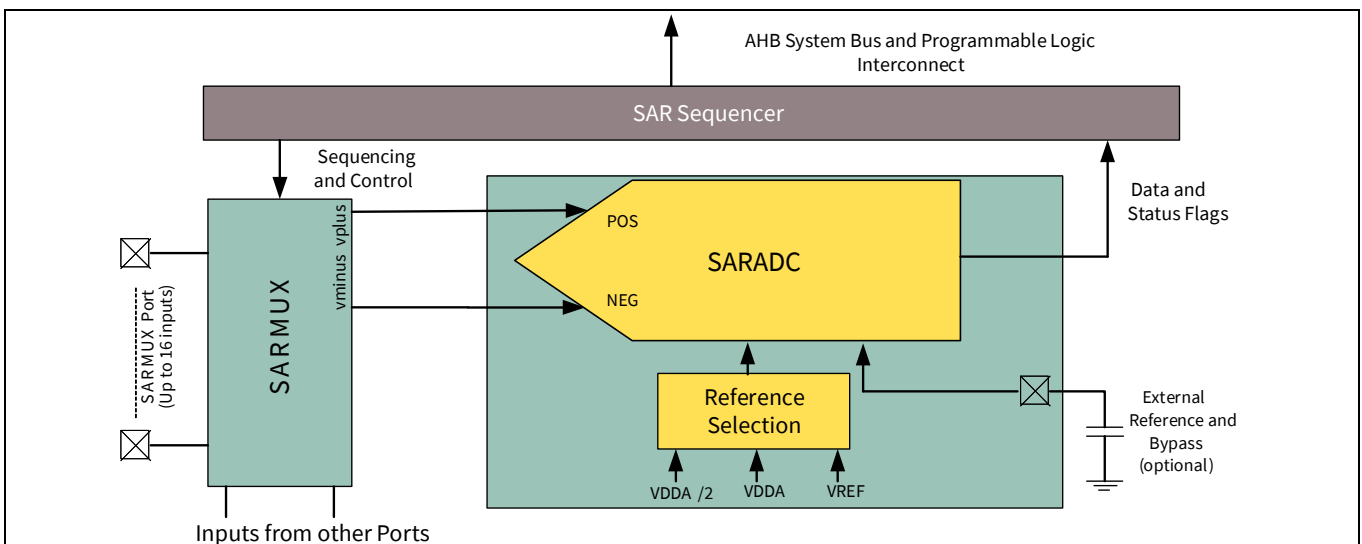 AHB System Bus and Programmable Logic
Interconnect
SAR Sequencer
Sequencing
and Control
vminus vplus
SARMUX
SARMUX Port
(Up to 16 inputs)
POS
NEG
SARADC
Data and
Status Flags
Reference
Selection
VDDA /2
VDDA
VREF
External
Reference and
Bypass
(optional)
Inputs from other Ports